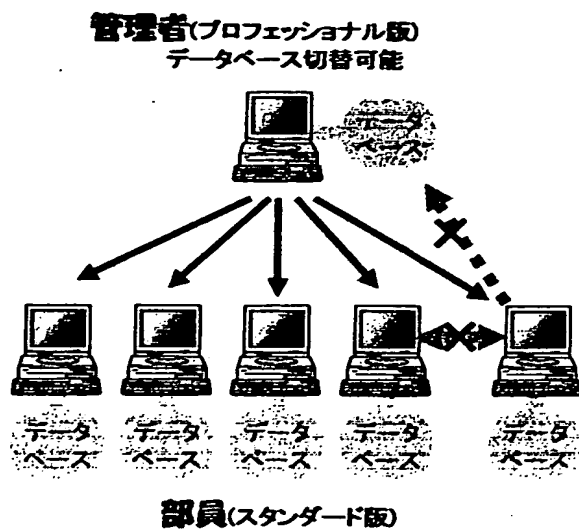 管理者(プロフェッショナル版)
データベース切替可能
データ
ベース
データ
ベース
データ
ベース
データ
ベース
データ
ベース
データ
ベース
部員(スタンダード版)